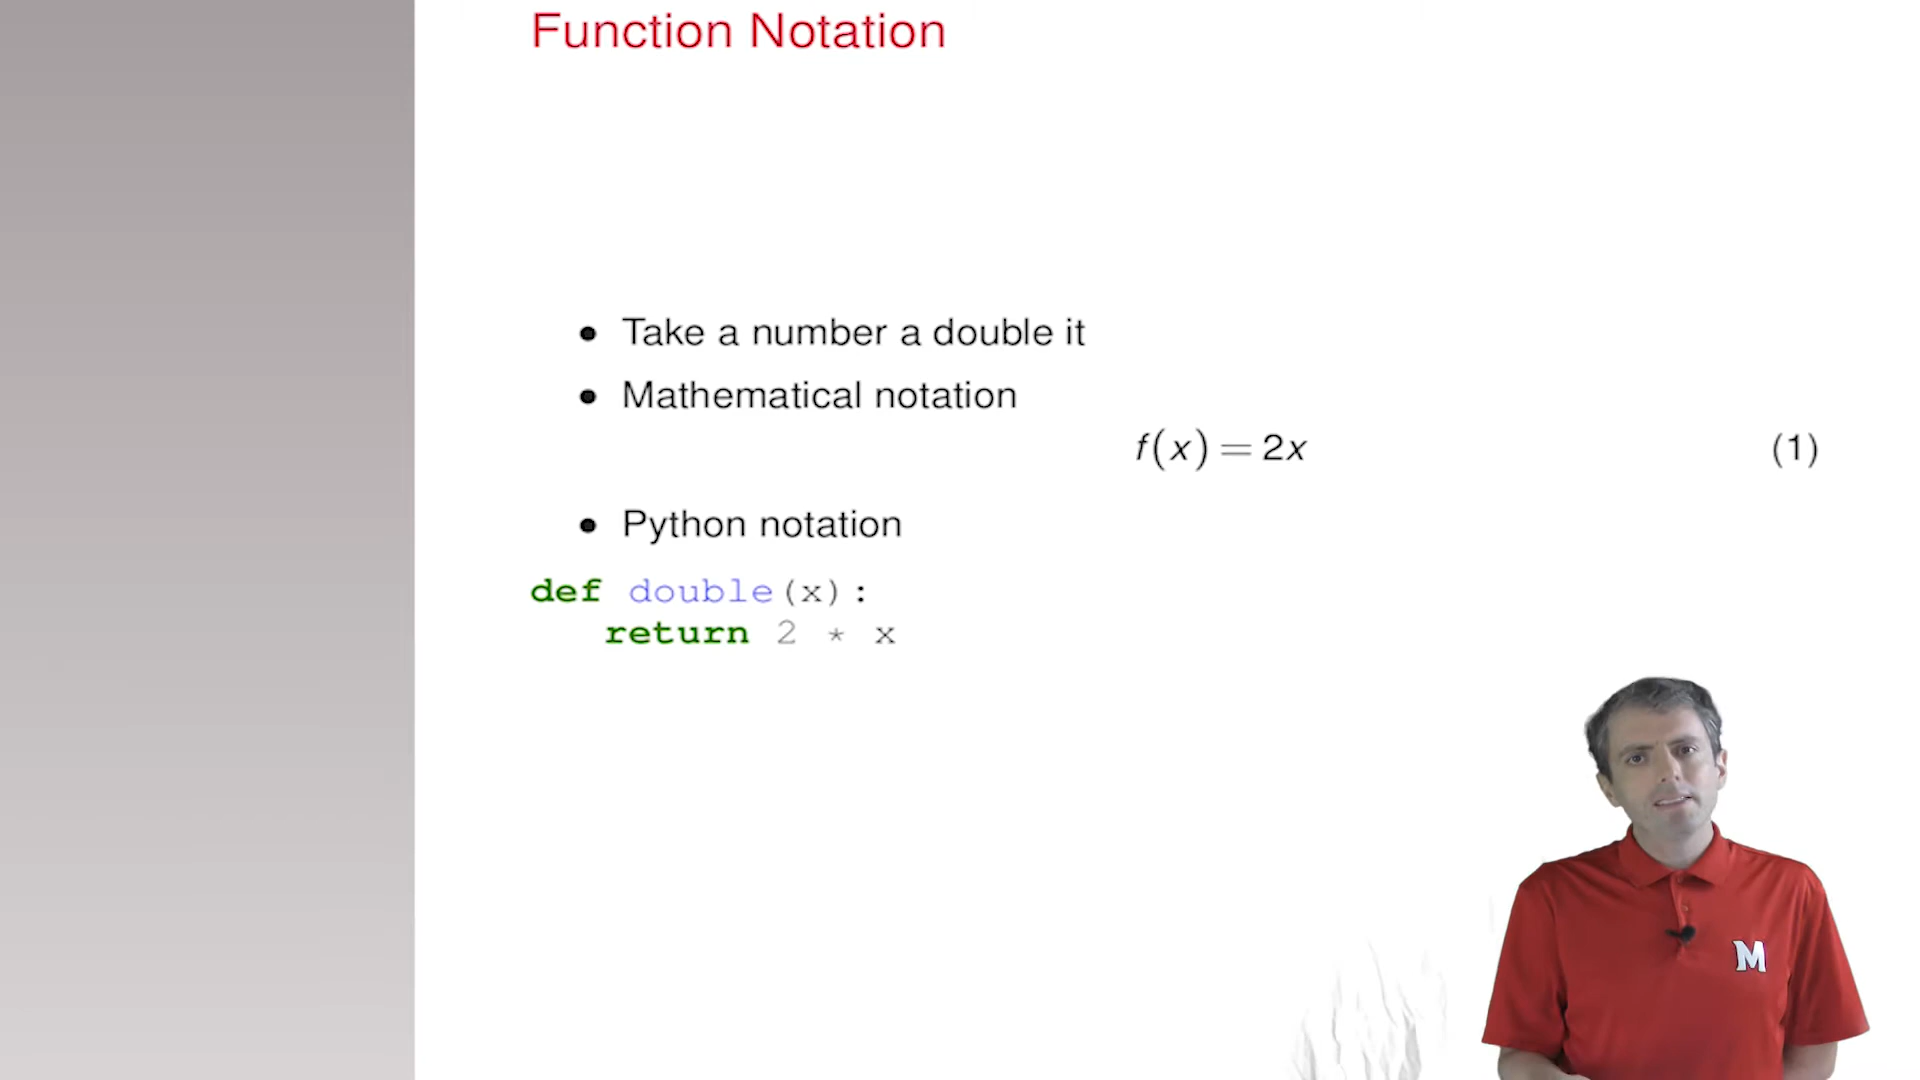 Function Notation
• Take a number a double it
• Mathematical notation
f(x) = 2x (1)
• Python notation
def double(x):
return 2 * x
M